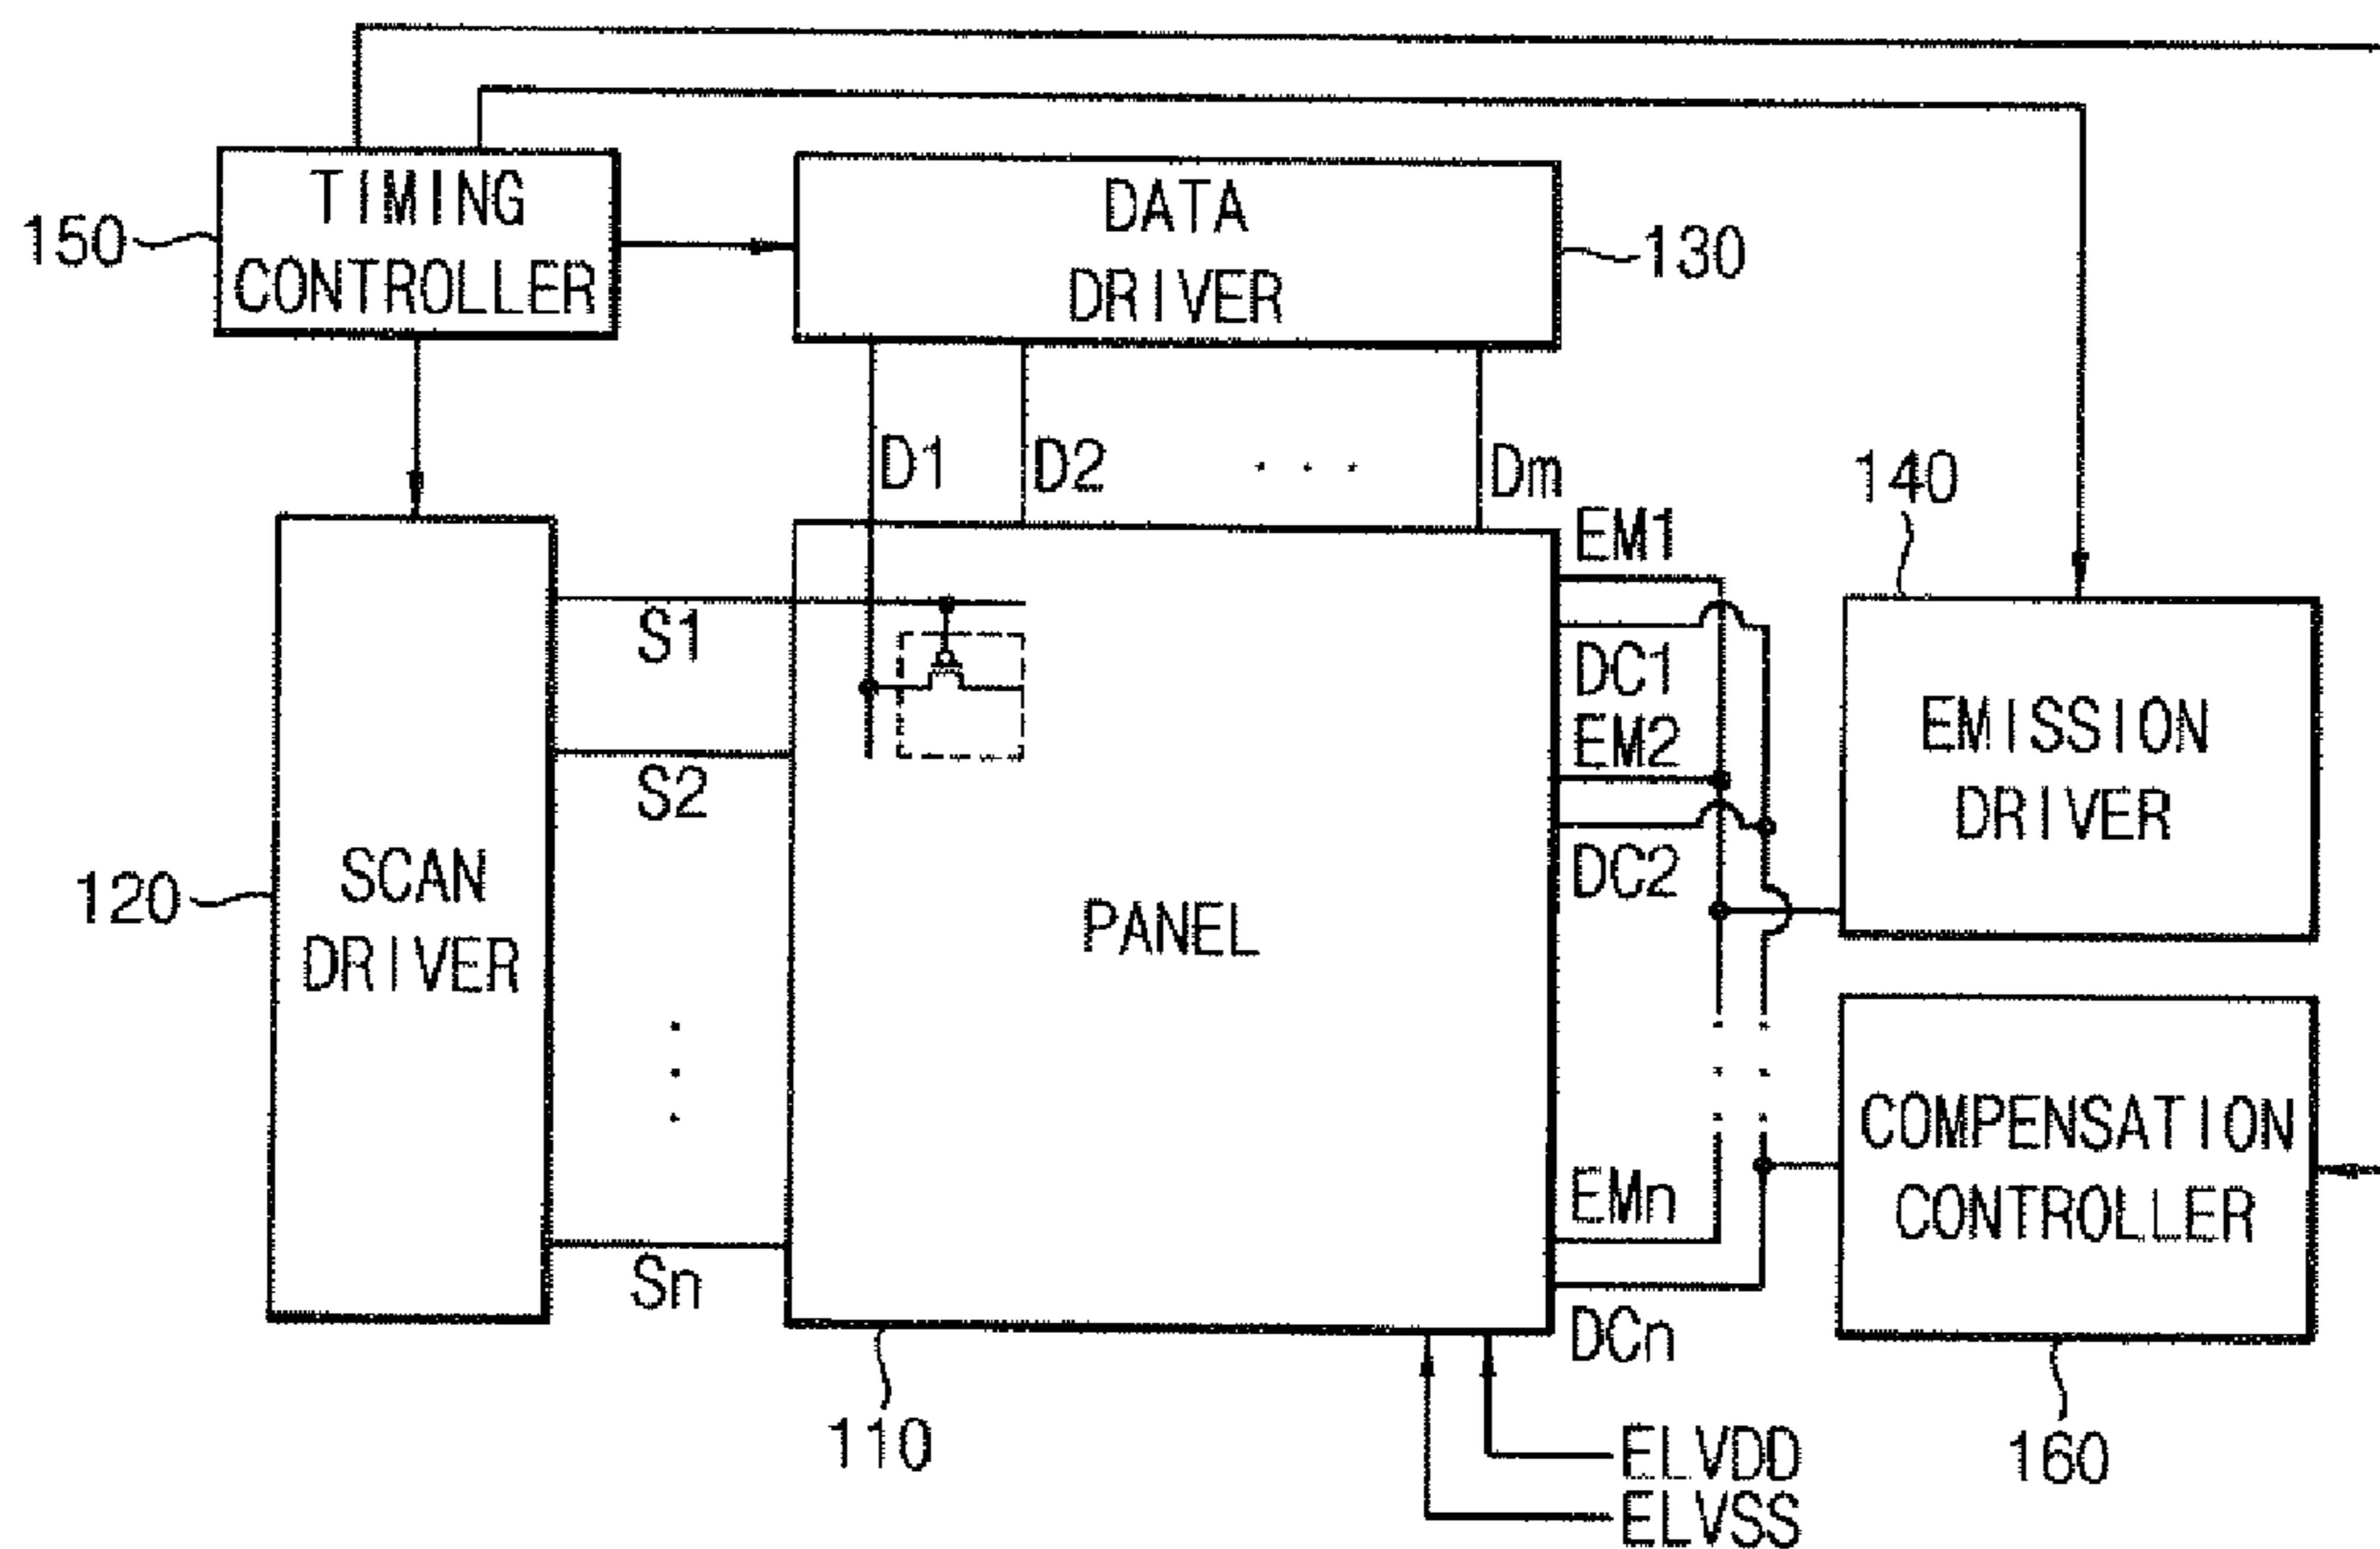 TIMING
CONTROLLER
150
DATA
DRIVER
130
D1
D2
. . .
Dm
140
EM1
S1
DC1
EM2
EMISSION
DRIVER
S2
DC2
120
SCAN
DRIVER
PANEL
COMPENSATION
CONTROLLER
EMn
Sn
DCn
110
160
ELVDD
ELVSS